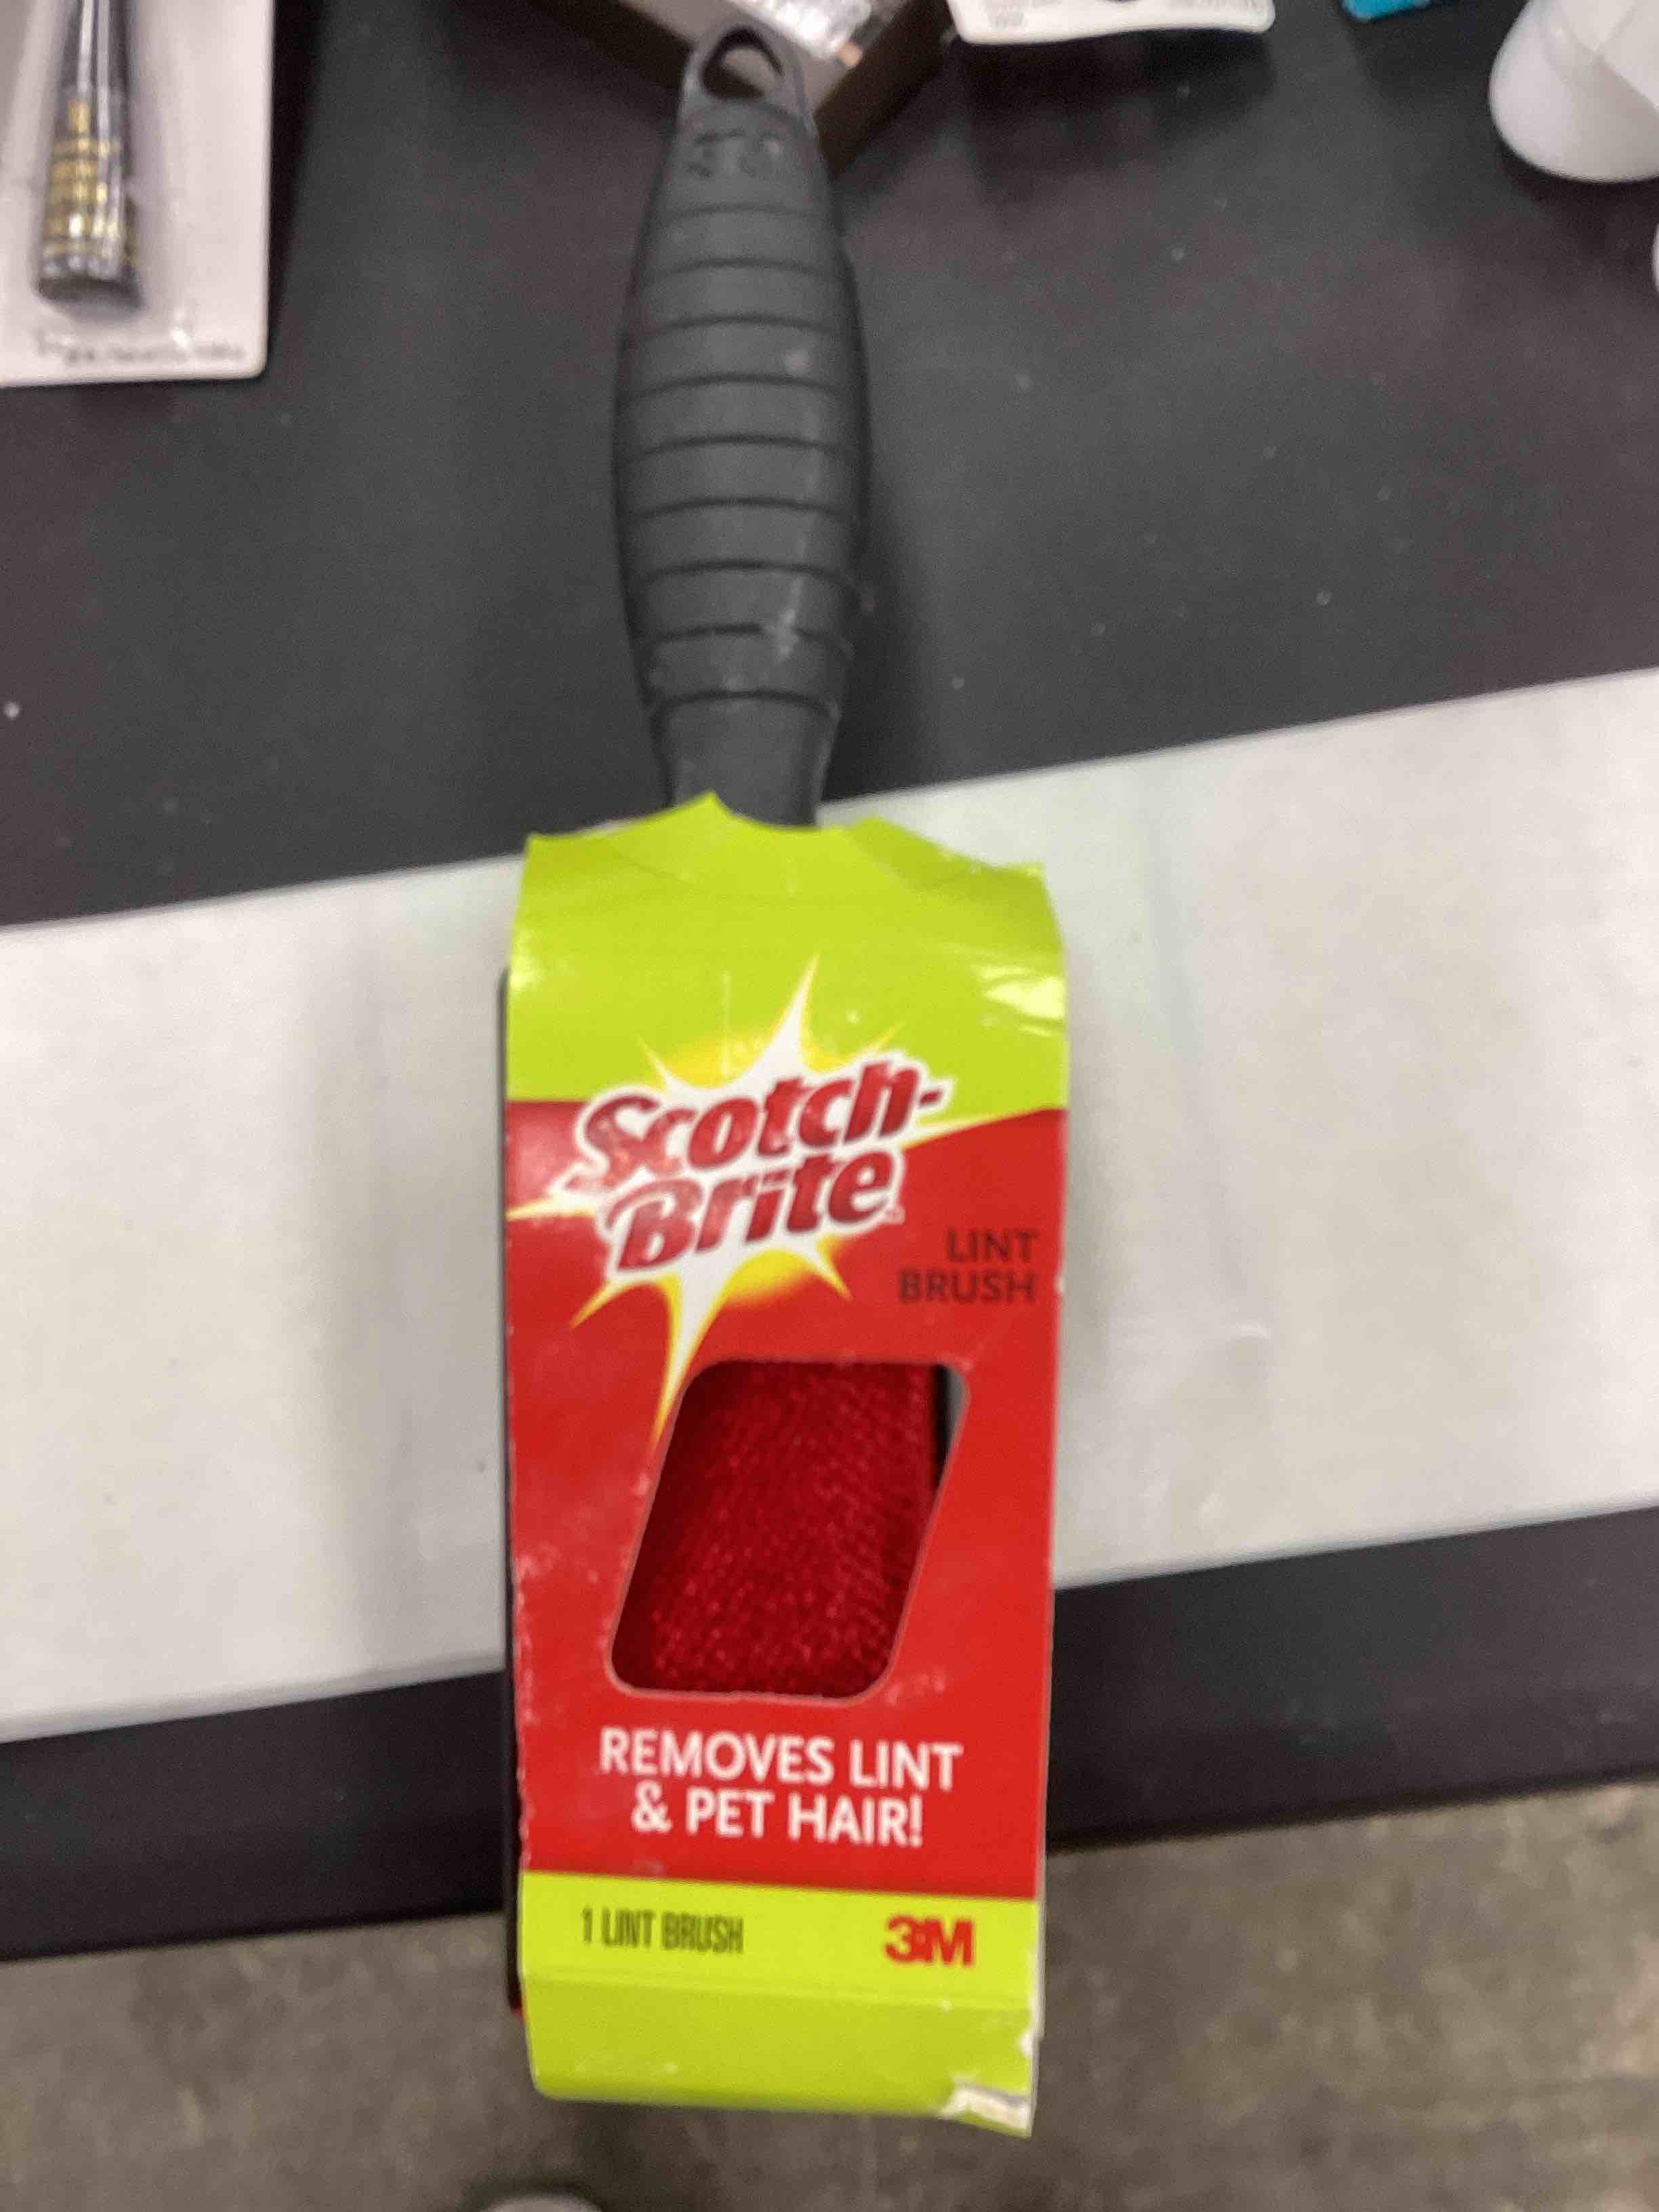 Scotch-
Brite
LINT
BRUSH
REMOVES LINT
& PET HAIR!
1 LINT BRUSH
3M